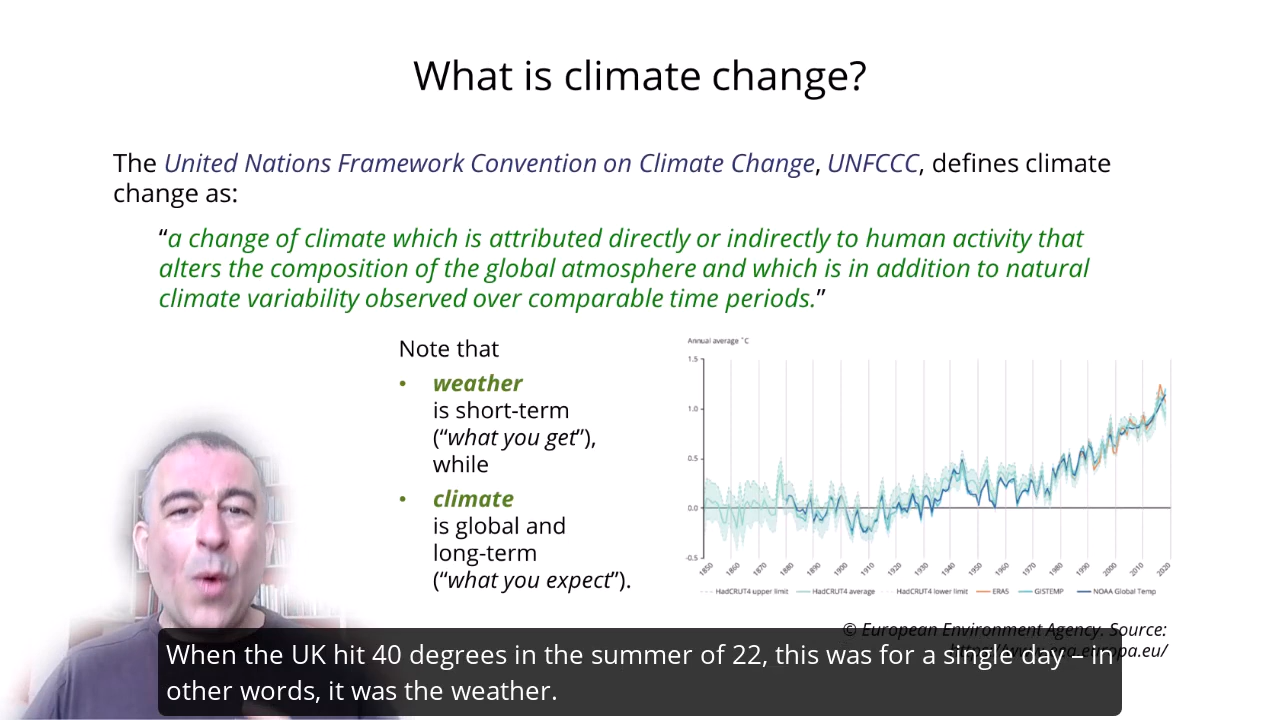 What is climate change?
The United Nations Framework Convention on Climate Change, UNFCCC, defines climate
change as:
“a change of climate which is attributed directly or indirectly to human activity that
alters the composition of the global atmosphere and which is in addition to natural
climate variability observed over comparable time periods.”
Note that
• weather
is short-term
(“what you get”),
while
• climate
is global and
long-term
(“what you expect”).
Annual average ˚C
1.5
1.0
0.5
0.0
-0.5
1850 1860 1870 1880 1890 1900 1910 1920 1930 1940 1950 1960 1970 1980 1990 2000 2010 2020
HadCRUT4 upper limit HadCRUT4 average HadCRUT4 lower limit ERA5 GISTEMP NOAA Global Temp
© European Environment Agency. Source:
When the UK hit 40 degrees in the summer of 22, this was for a single day – in
other words, it was the weather.